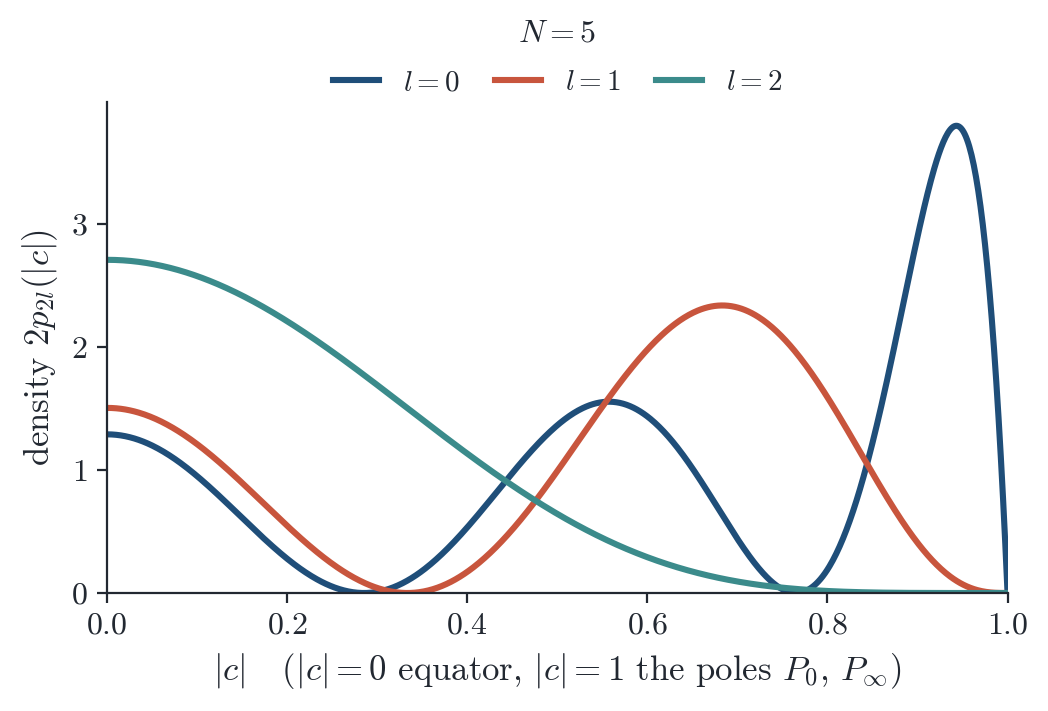 N = 5
l = 0 l = 1 l = 2
density 2p_{2l}(|c|)
3
2
1
0
0.0 0.2 0.4 0.6 0.8 1.0
|c| (|c| = 0 equator, |c| = 1 the poles P_0, P_∞)